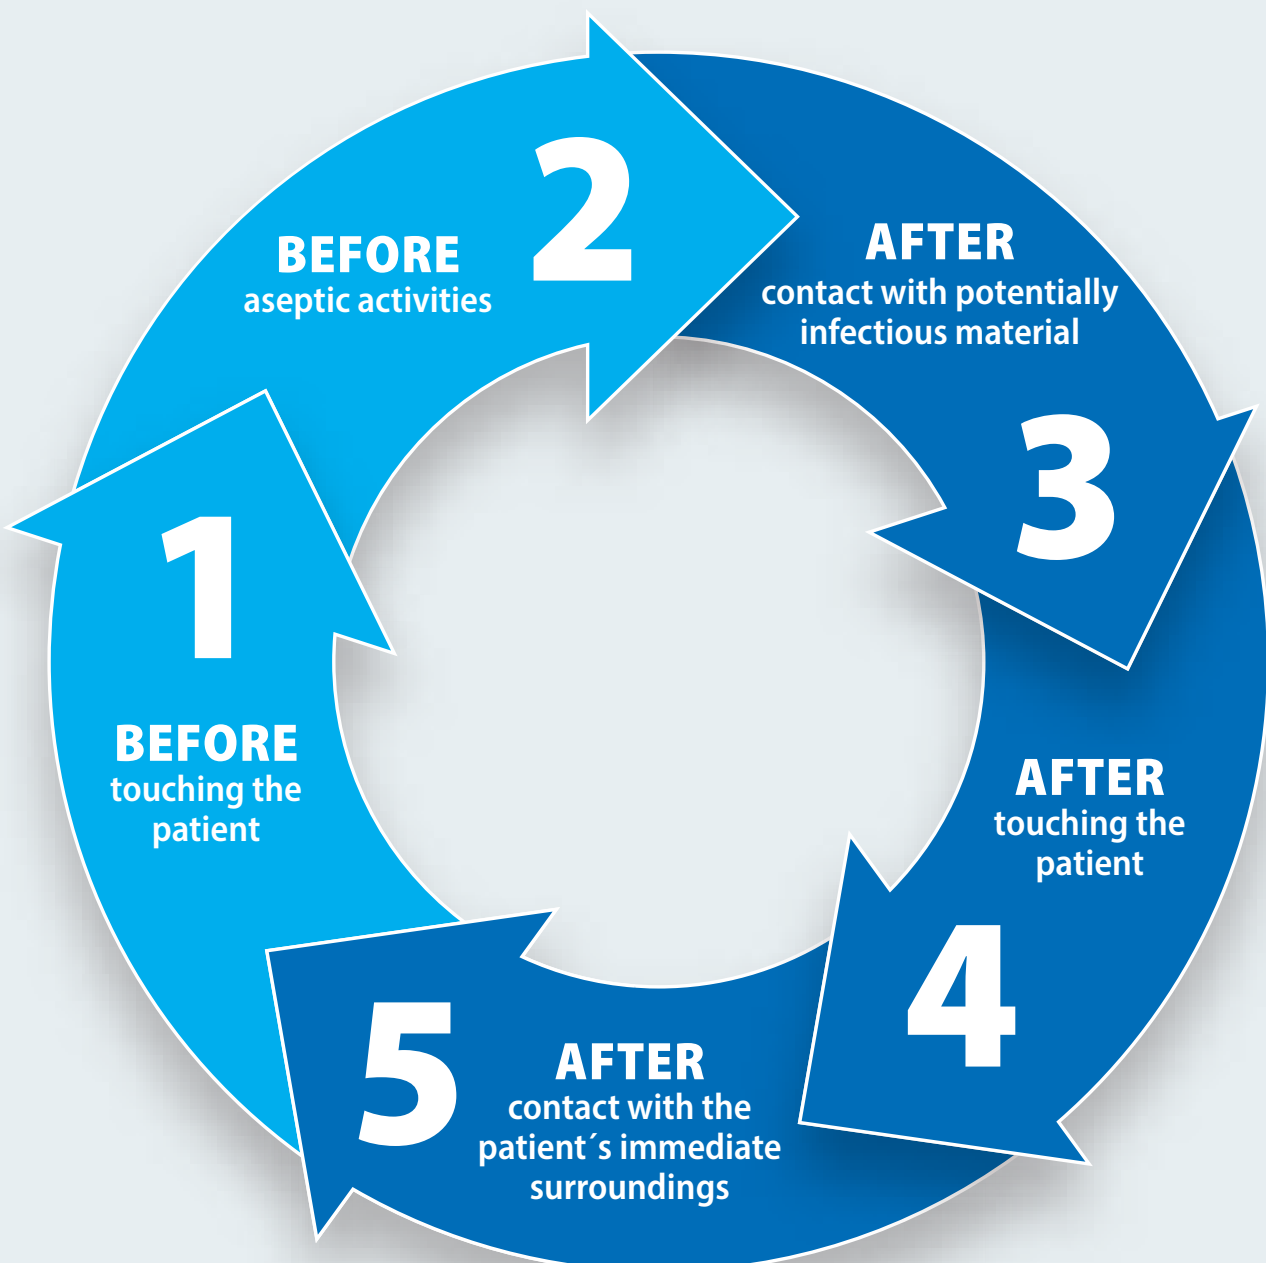 1
BEFORE
touching the
patient
2
BEFORE
aseptic activities
AFTER
contact with potentially
infectious material
3
AFTER
touching the
patient
4
5
AFTER
contact with the
patient´s immediate
surroundings